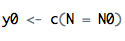 y0 <- c(N = N0)